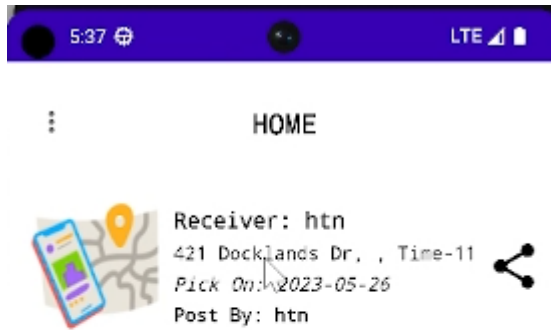 5:37 LTE
HOME
Receiver: htn
421 Docklands Dr, , Time-11
Pick On: 2023-05-26
Post By: htn